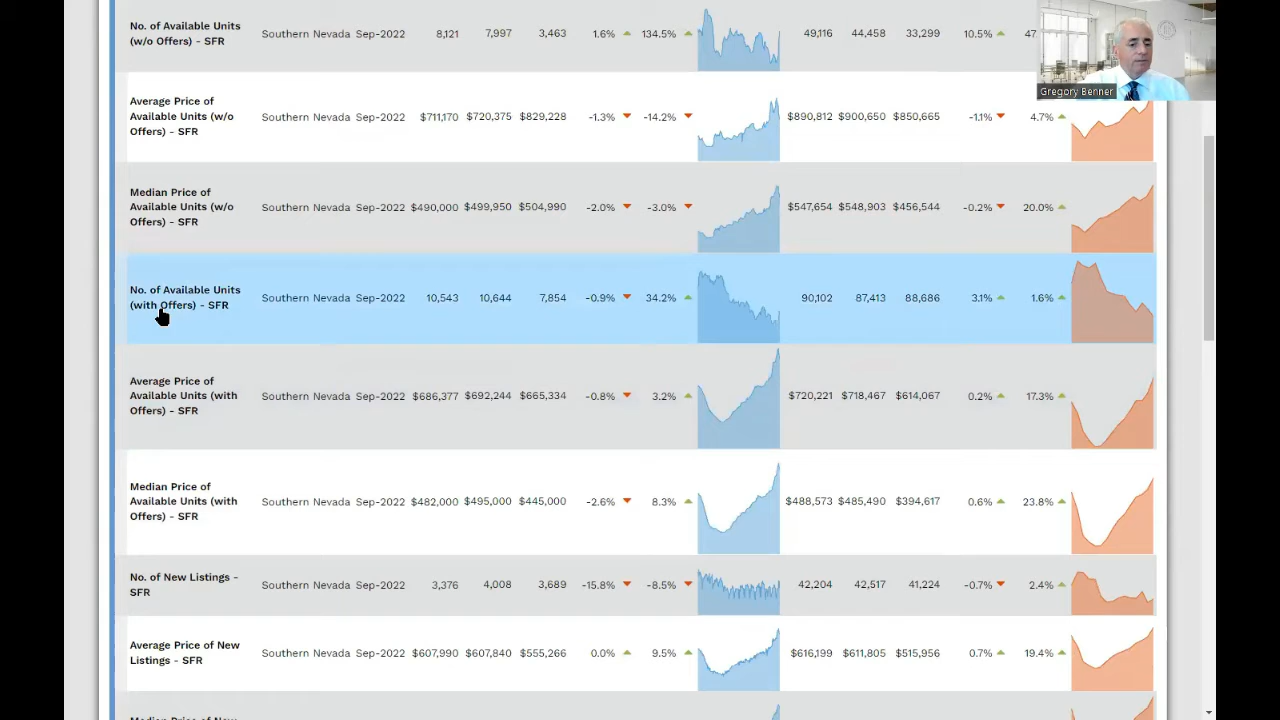 No. of Available Units
(w/o Offers) - SFR
Southern Nevada Sep-2022 8,121 7,997 3,463 1.6% 134.5% 49,116 44,458 33,299 10.5% 47
Gregory Benner
Average Price of
Available Units (w/o
Offers) - SFR
Southern Nevada Sep-2022 $711,170 $720,375 $829,228 -1.3% -14.2% $890,812 $900,650 $850,665 -1.1% 4.7%
Median Price of
Available Units (w/o
Offers) - SFR
Southern Nevada Sep-2022 $490,000 $499,950 $504,990 -2.0% -3.0% $547,654 $548,903 $456,544 -0.2% 20.0%
No. of Available Units
(with Offers) - SFR
Southern Nevada Sep-2022 10,543 10,644 7,854 -0.9% 34.2% 90,102 87,413 88,686 3.1% 1.6%
Average Price of
Available Units (with
Offers) - SFR
Southern Nevada Sep-2022 $686,377 $692,244 $665,334 -0.8% 3.2% $720,221 $718,467 $614,067 0.2% 17.3%
Median Price of
Available Units (with
Offers) - SFR
Southern Nevada Sep-2022 $482,000 $495,000 $445,000 -2.6% 8.3% $488,573 $485,490 $394,617 0.6% 23.8%
No. of New Listings -
SFR
Southern Nevada Sep-2022 3,376 4,008 3,689 -15.8% -8.5% 42,204 42,517 41,224 -0.7% 2.4%
Average Price of New
Listings - SFR
Southern Nevada Sep-2022 $607,990 $607,840 $555,266 0.0% 9.5% $616,199 $611,805 $515,956 0.7% 19.4%
Median Price of New